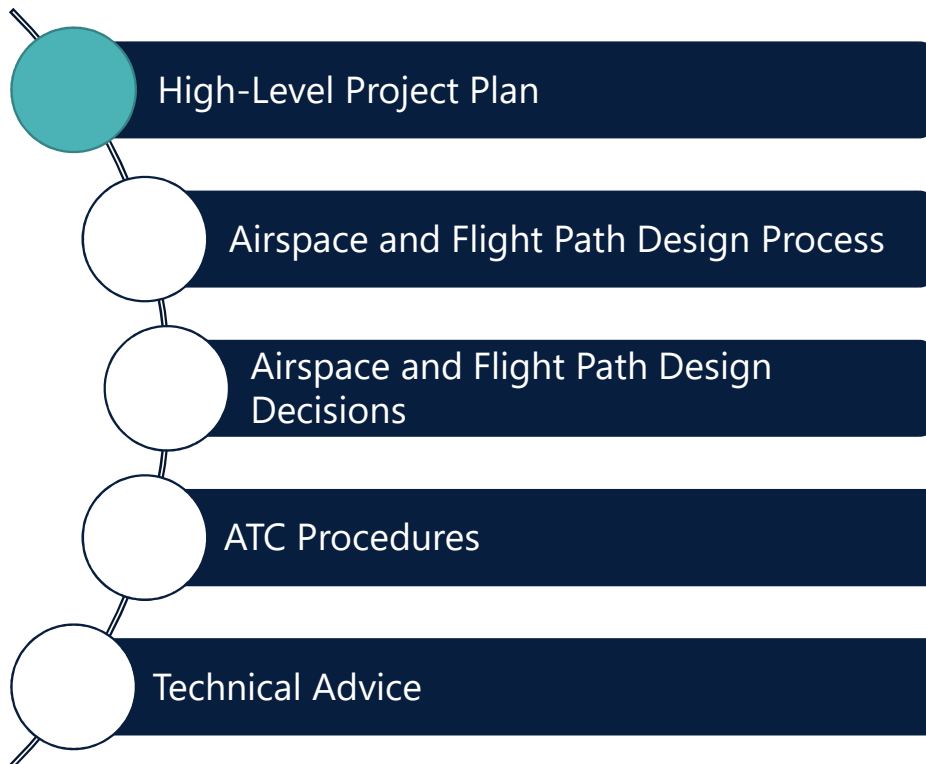 High-Level Project Plan
Airspace and Flight Path Design Process
Airspace and Flight Path Design
Decisions
ATC Procedures
Technical Advice